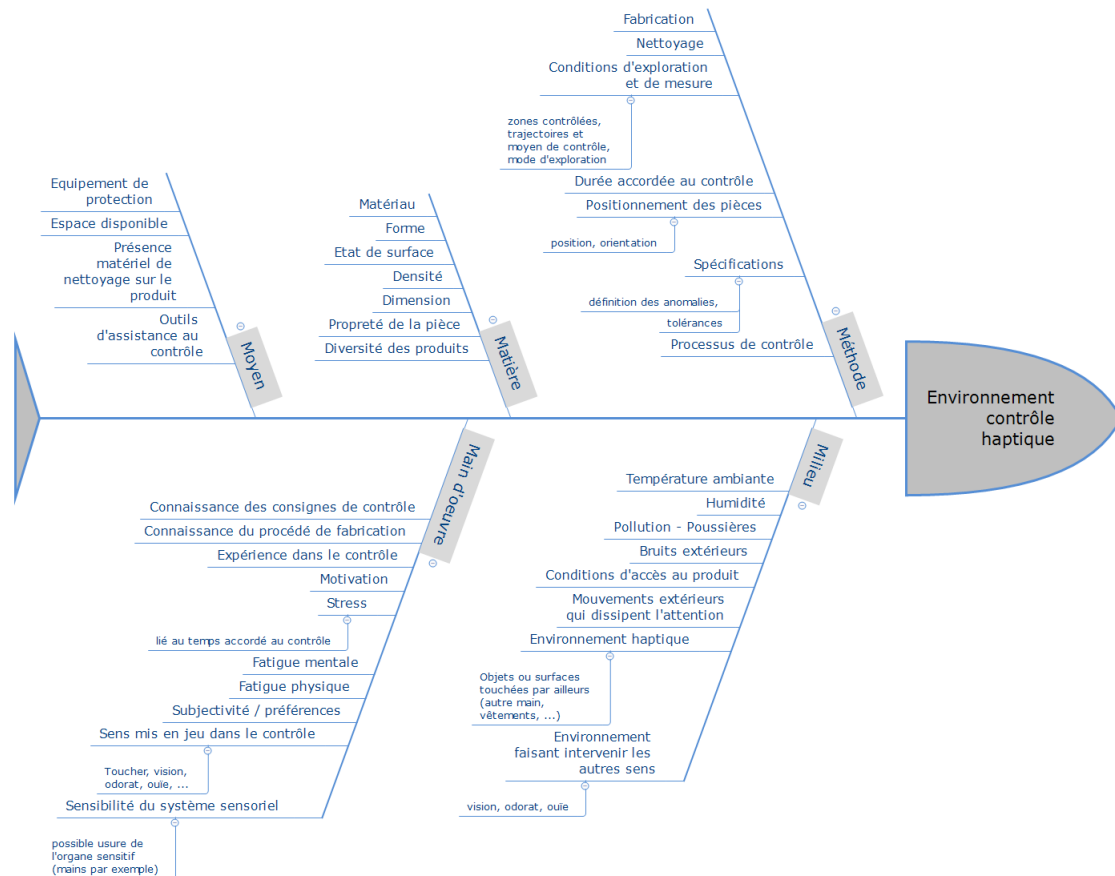 Equipement de
protection
Espace disponible
Présence
matériel de
nettoyage sur le
produit
Outils
d'assistance au
contrôle
Moyen
Matériau
Forme
Etat de surface
Densité
Dimension
Propreté de la pièce
Diversité des produits
Matière
Fabrication
Nettoyage
Conditions d'exploration
et de mesure
zones contrôlées,
trajectoires et
moyen de contrôle,
mode d'exploration
Durée accordée au contrôle
Positionnement des pièces
position, orientation
Spécifications
définition des anomalies,
tolérances
Processus de contrôle
Méthode
Environnement
contrôle
haptique
Main d'oeuvre
Connaissance des consignes de contrôle
Connaissance du procédé de fabrication
Expérience dans le contrôle
Motivation
Stress
lié au temps accordé au contrôle
Fatigue mentale
Fatigue physique
Subjectivité / préférences
Sens mis en jeu dans le contrôle
Toucher, vision,
odorat, ouïe, ...
Sensibilité du système sensoriel
possible usure de
l'organe sensitif
(mains par exemple)
Milieu
Température ambiante
Humidité
Pollution - Poussières
Bruits extérieurs
Conditions d'accès au produit
Mouvements extérieurs
qui dissipent l'attention
Environnement haptique
Objets ou surfaces
touchées par ailleurs
(autre main,
vêtements, ...)
Environnement
faisant intervenir les
autres sens
vision, odorat, ouïe